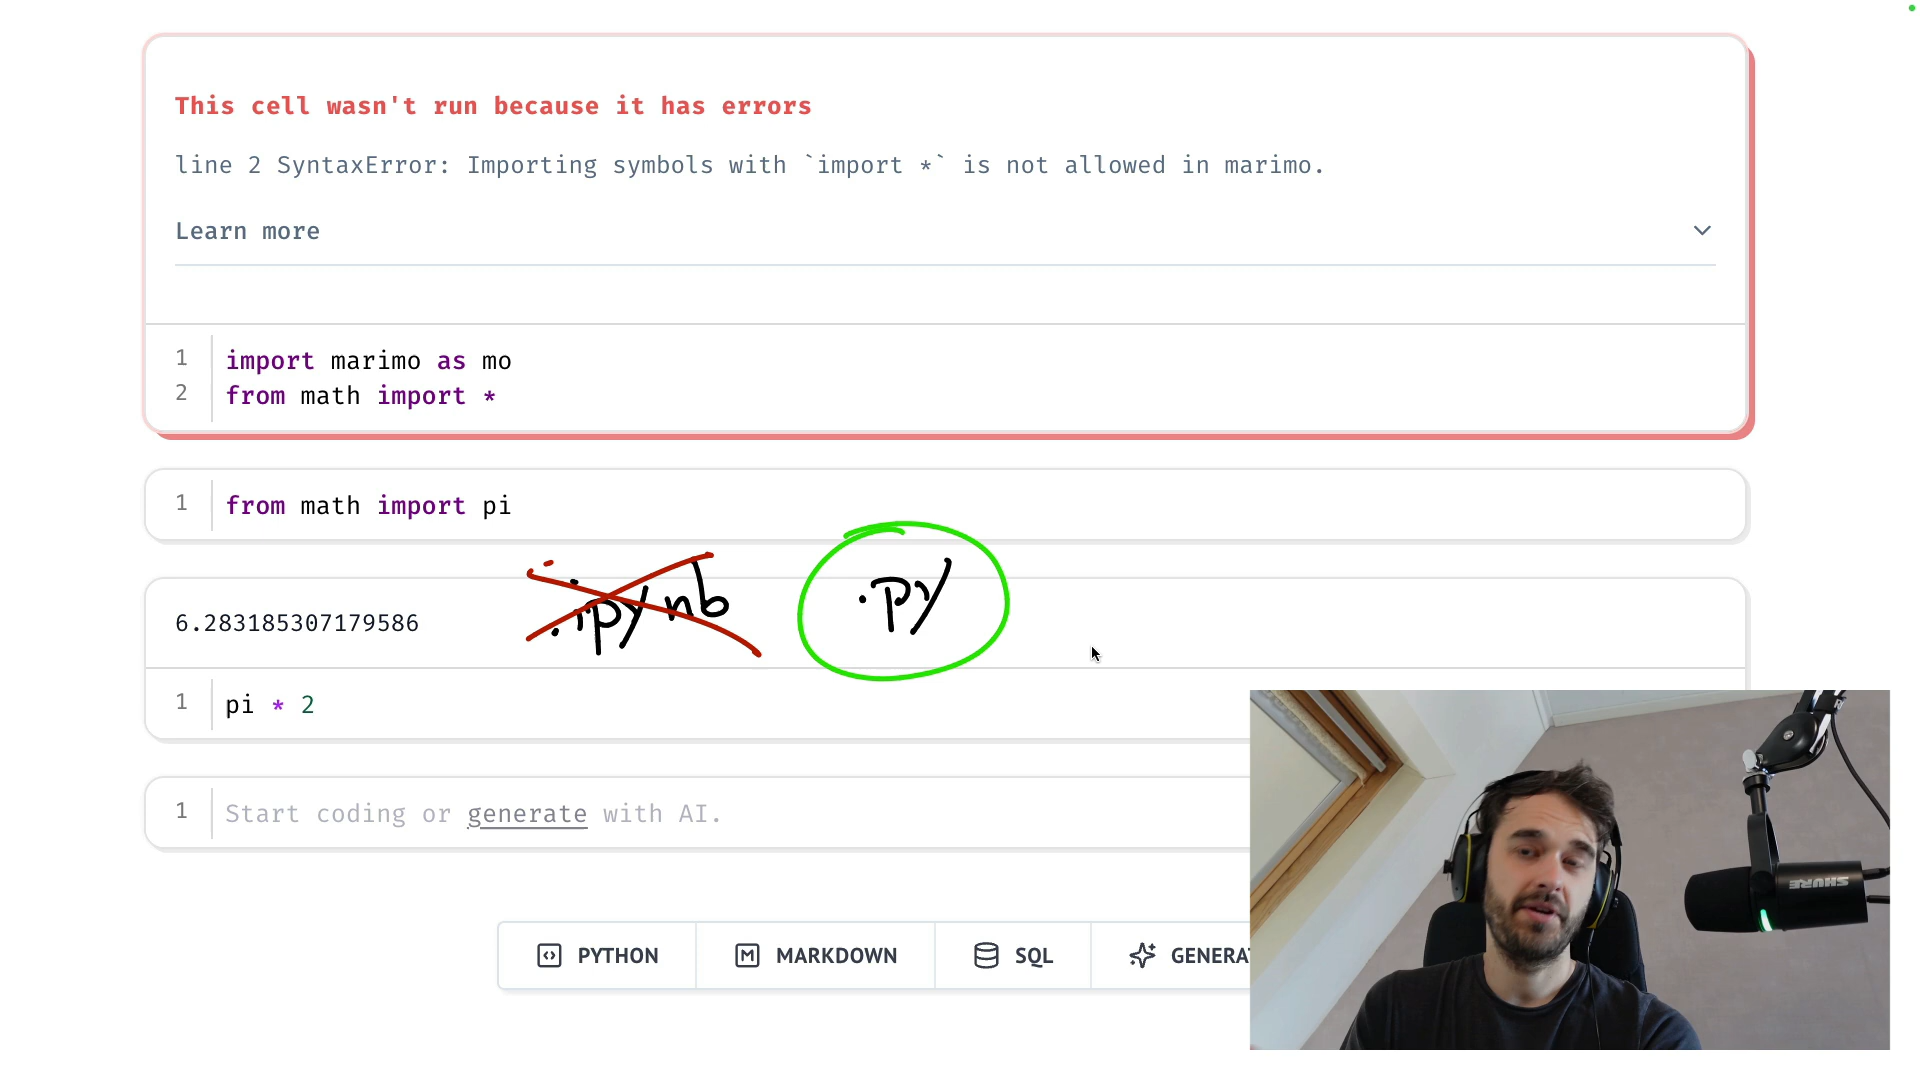 This cell wasn't run because it has errors
line 2 SyntaxError: Importing symbols with `import *` is not allowed in marimo.
Learn more
1 import marimo as mo
2 from math import *
1 from math import pi
6.283185307179586
.ipynb
.py
1 pi * 2
1 Start coding or generate with AI.
PYTHON MARKDOWN SQL GENERAT
SHURE